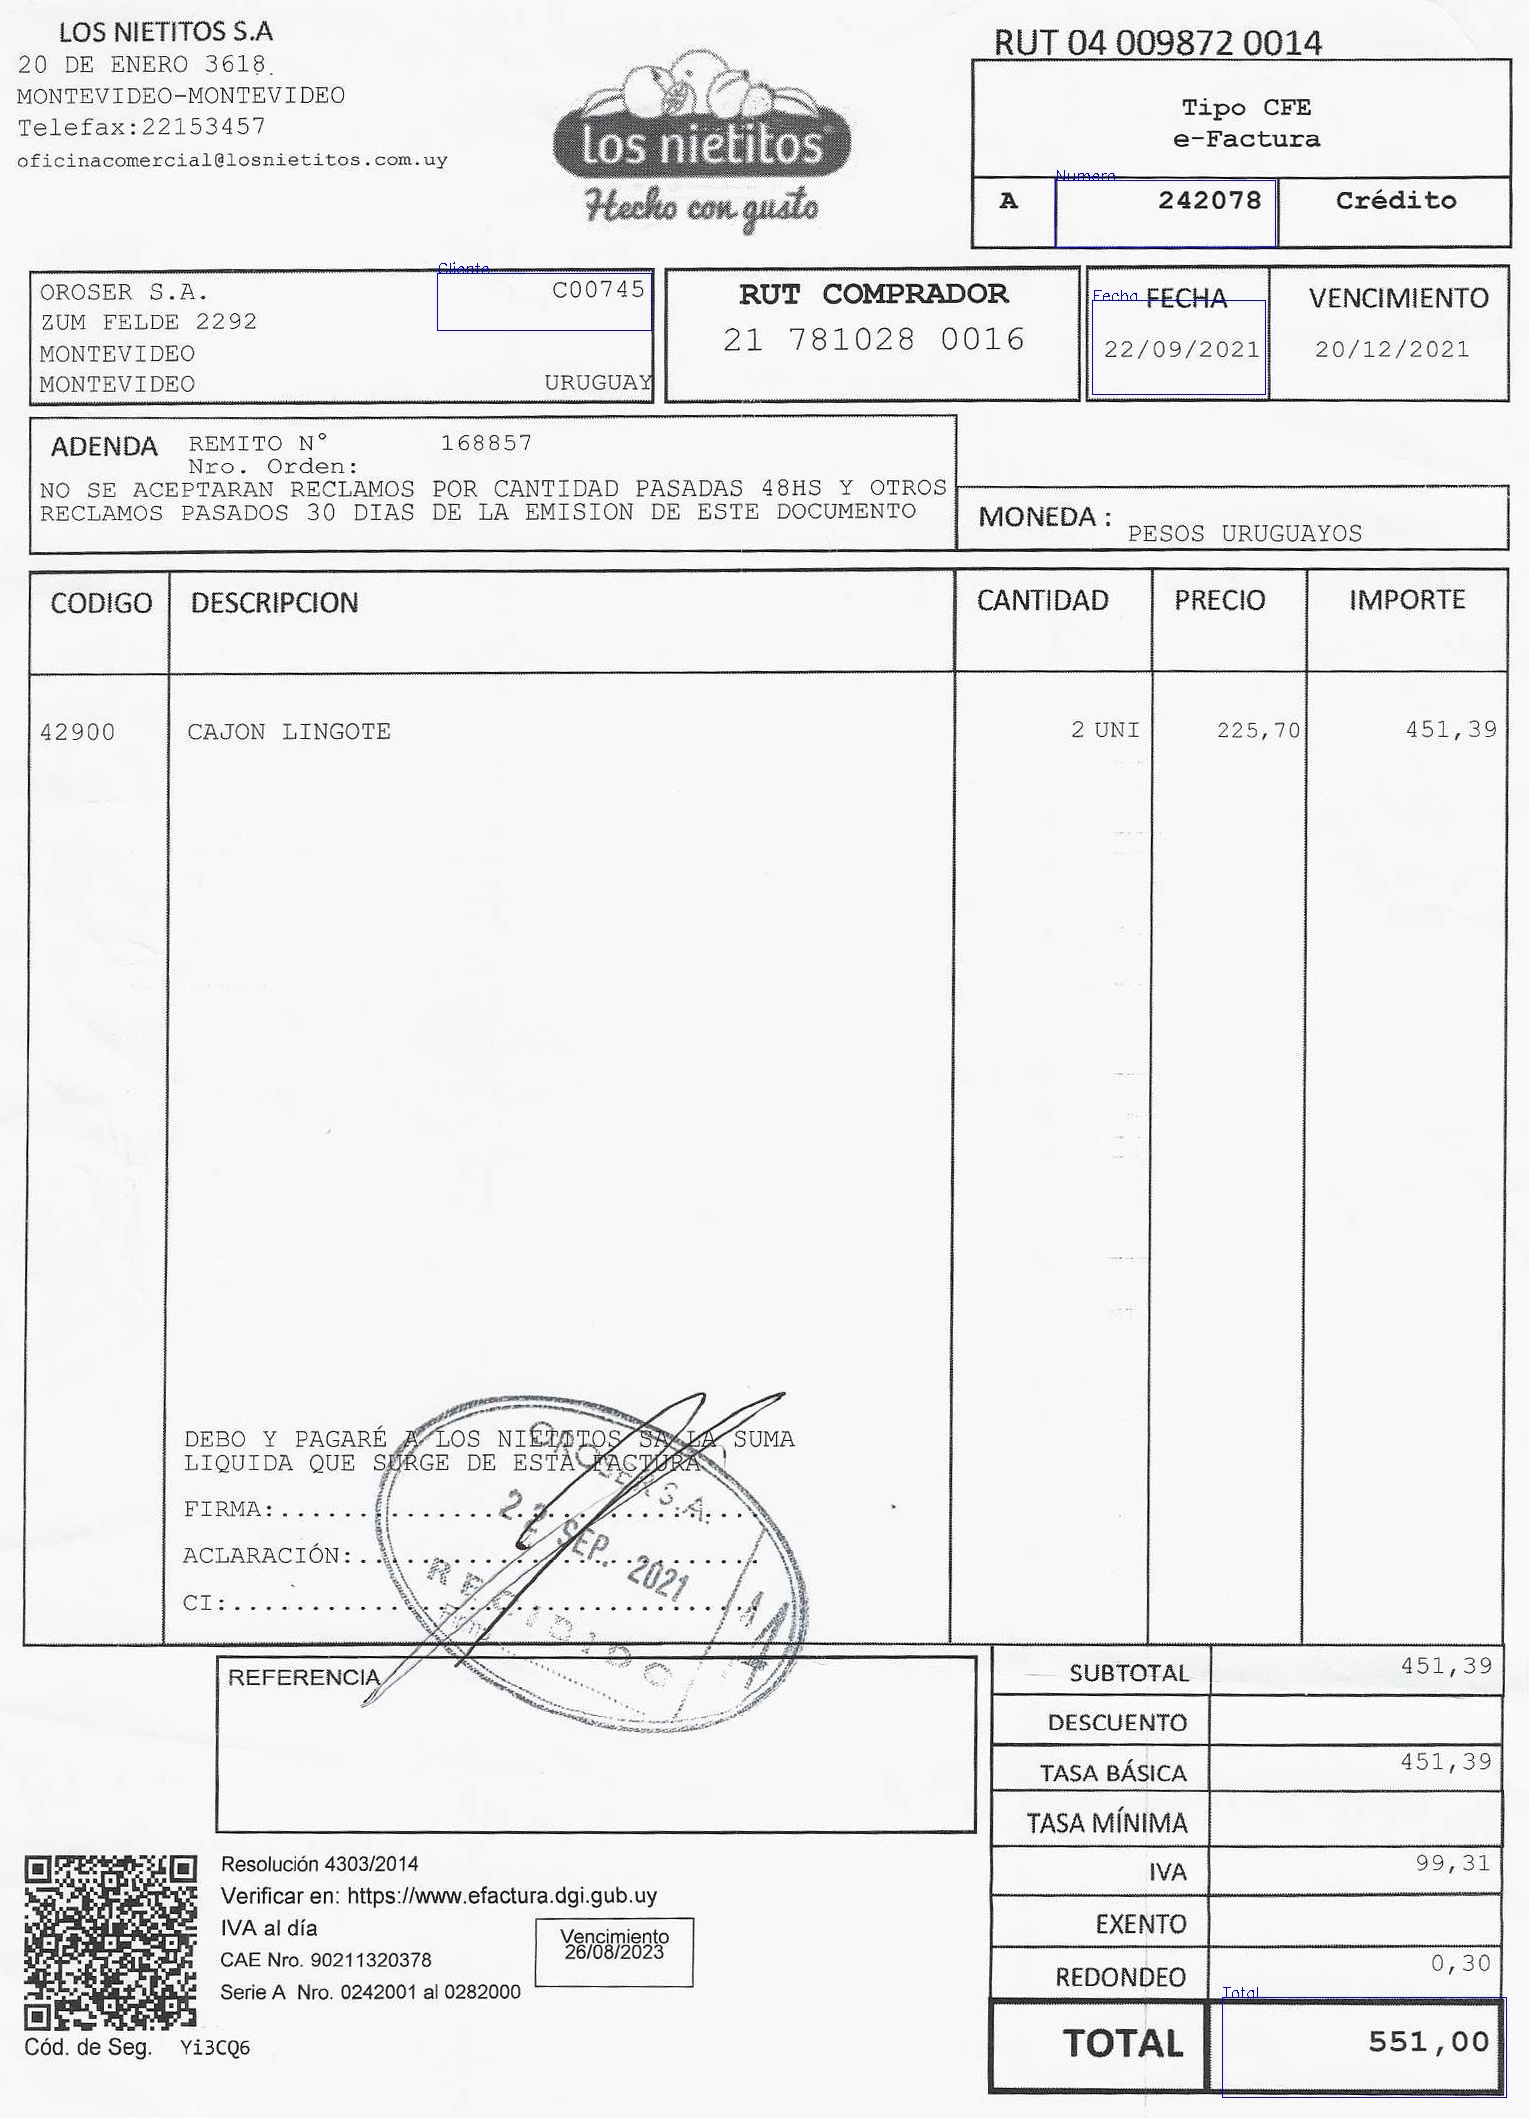 LOS NIETITOS S.A
20 DE ENERO 3618
MONTEVIDEO-MONTEVIDEO
Telefax:22153457
oficinacomercial@losnietitos.com.uy
los nietitos
Hecho con gusto
RUT 04 009872 0014
Tipo CFE
e-Factura
Numero
A 242078 Crédito
Cliente
OROSER S.A. C00745
ZUM FELDE 2292
MONTEVIDEO
MONTEVIDEO URUGUAY
RUT COMPRADOR
21 781028 0016
Fecha FECHA VENCIMIENTO
22/09/2021 20/12/2021
ADENDA REMITO N° 168857
Nro. Orden:
NO SE ACEPTARAN RECLAMOS POR CANTIDAD PASADAS 48HS Y OTROS
RECLAMOS PASADOS 30 DIAS DE LA EMISION DE ESTE DOCUMENTO
MONEDA : PESOS URUGUAYOS
CODIGO DESCRIPCION CANTIDAD PRECIO IMPORTE
42900 CAJON LINGOTE 2 UNI 225,70 451,39
DEBO Y PAGARÉ A LOS NIETITOS SA LA SUMA
LIQUIDA QUE SURGE DE ESTA FACTURA
FIRMA:
ACLARACIÓN:
CI:
OROSER S.A.
22 SEP. 2021
RECIBIDO
Firma
REFERENCIA
SUBTOTAL 451,39
DESCUENTO
TASA BÁSICA 451,39
TASA MÍNIMA
IVA 99,31
EXENTO
REDONDEO 0,30
Total
TOTAL 551,00
Resolución 4303/2014
Verificar en: https://www.efactura.dgi.gub.uy
IVA al día
CAE Nro. 90211320378
Serie A Nro. 0242001 al 0282000
Vencimiento
26/08/2023
Cód. de Seg. Yi3CQ6